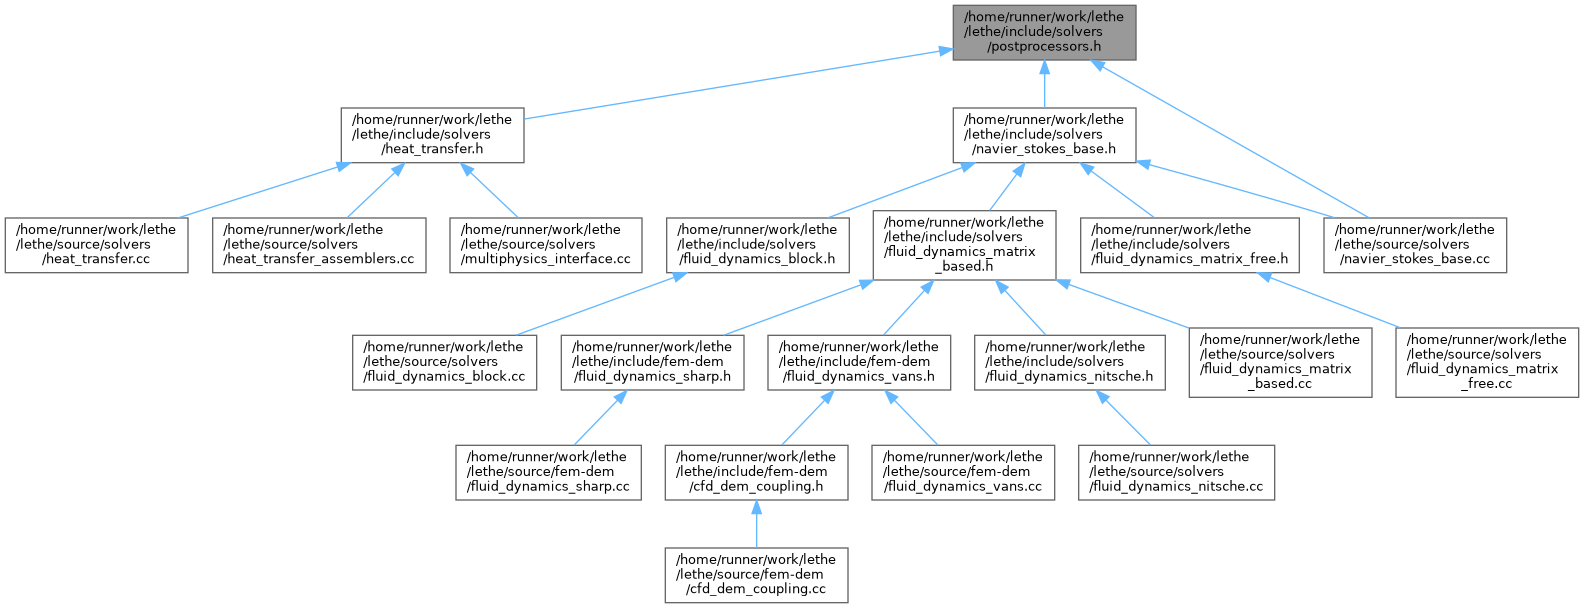 /home/runner/work/lethe
/lethe/include/solvers
/postprocessors.h
/home/runner/work/lethe
/lethe/include/solvers
/heat_transfer.h
/home/runner/work/lethe
/lethe/include/solvers
/navier_stokes_base.h
/home/runner/work/lethe
/lethe/source/solvers
/heat_transfer.cc
/home/runner/work/lethe
/lethe/source/solvers
/heat_transfer_assemblers.cc
/home/runner/work/lethe
/lethe/source/solvers
/multiphysics_interface.cc
/home/runner/work/lethe
/lethe/include/solvers
/fluid_dynamics_block.h
/home/runner/work/lethe
/lethe/include/solvers
/fluid_dynamics_matrix
_based.h
/home/runner/work/lethe
/lethe/include/solvers
/fluid_dynamics_matrix_free.h
/home/runner/work/lethe
/lethe/source/solvers
/navier_stokes_base.cc
/home/runner/work/lethe
/lethe/source/solvers
/fluid_dynamics_block.cc
/home/runner/work/lethe
/lethe/include/fem-dem
/fluid_dynamics_sharp.h
/home/runner/work/lethe
/lethe/include/fem-dem
/fluid_dynamics_vans.h
/home/runner/work/lethe
/lethe/include/solvers
/fluid_dynamics_nitsche.h
/home/runner/work/lethe
/lethe/source/solvers
/fluid_dynamics_matrix
_based.cc
/home/runner/work/lethe
/lethe/source/solvers
/fluid_dynamics_matrix
_free.cc
/home/runner/work/lethe
/lethe/source/fem-dem
/fluid_dynamics_sharp.cc
/home/runner/work/lethe
/lethe/include/fem-dem
/cfd_dem_coupling.h
/home/runner/work/lethe
/lethe/source/fem-dem
/fluid_dynamics_vans.cc
/home/runner/work/lethe
/lethe/source/solvers
/fluid_dynamics_nitsche.cc
/home/runner/work/lethe
/lethe/source/fem-dem
/cfd_dem_coupling.cc